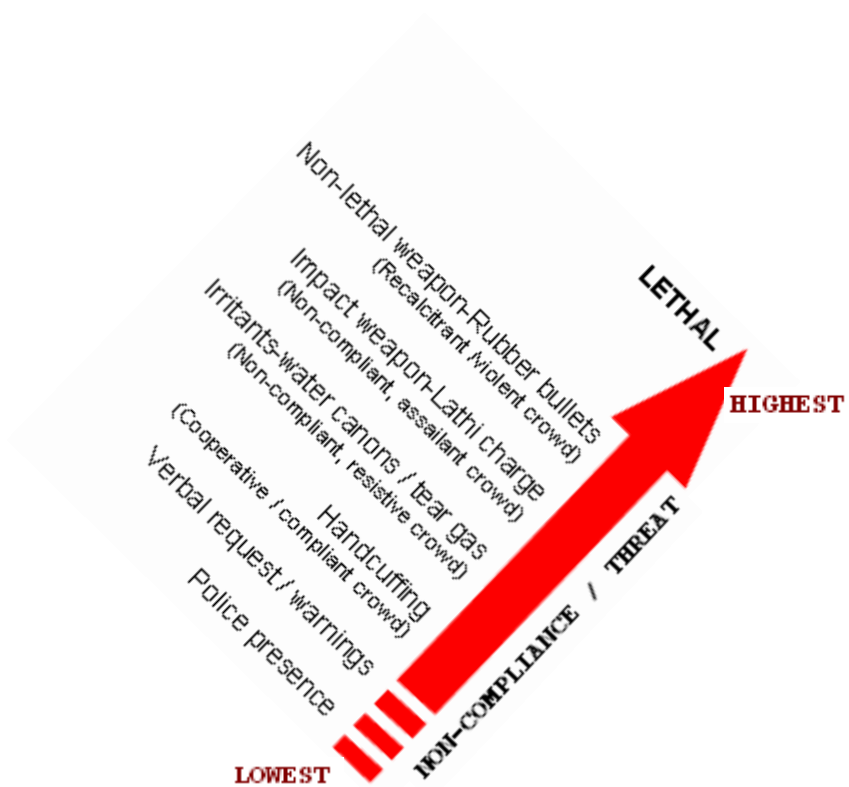 LETHAL
HIGHEST
Non-lethal weapon-Rubber bullets
(Recalcitrant /violent crowd)
Impact weapon-Lathi charge
(Non-compliant, assailant crowd)
Irritants-water canons / tear gas
(Non-compliant, resistive crowd)
Handcuffing
(Cooperative / compliant crowd)
Verbal request / warnings
Police presence
LOWEST
NON-COMPLIANCE / THREAT